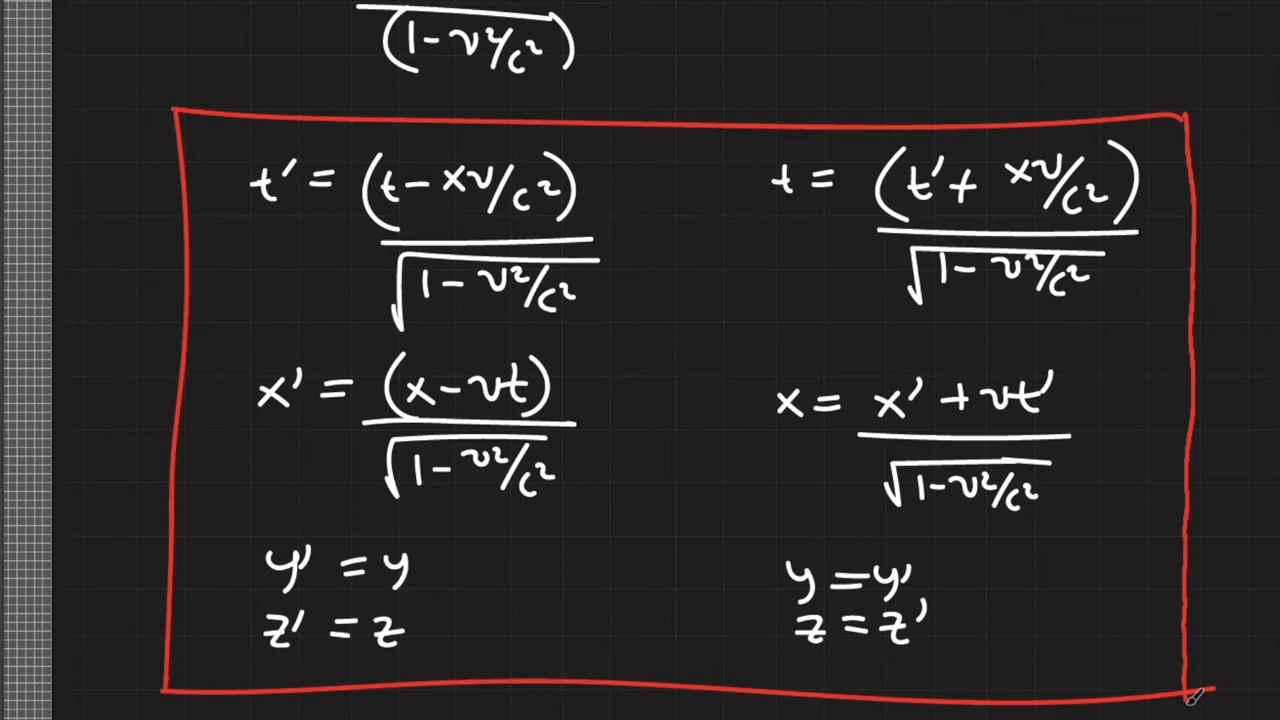 (1 - v²/c²)
t' = (t - xv/c²) / √(1 - v²/c²)
t = (t' + xv/c²) / √(1 - v²/c²)
x' = (x - vt) / √(1 - v²/c²)
x = x' + vt' / √(1 - v²/c²)
y' = y
z' = z
y = y'
z = z'